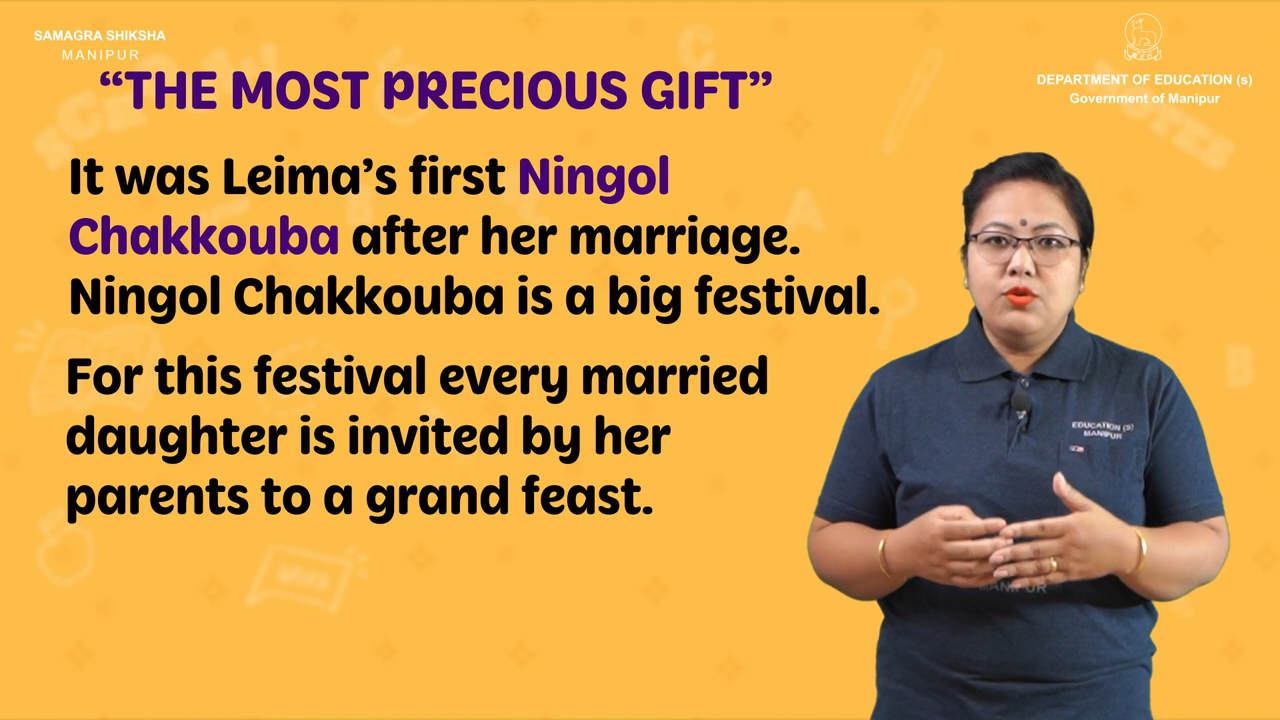 SAMAGRA SHIKSHA
MANIPUR
DEPARTMENT OF EDUCATION (s)
Government of Manipur
“THE MOST PRECIOUS GIFT”
It was Leima’s first Ningol
Chakkouba after her marriage.
Ningol Chakkouba is a big festival.
For this festival every married
daughter is invited by her
parents to a grand feast.
EDUCATION (S)
MANIPUR
MANIPUR